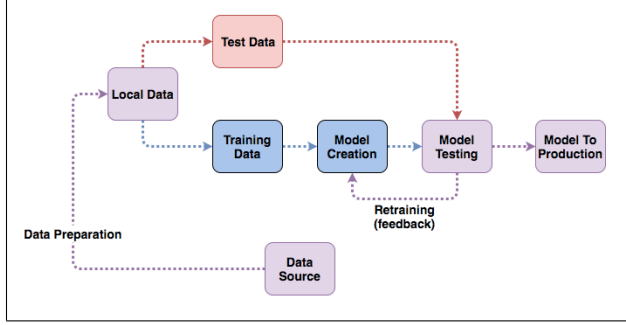 Test Data
Local Data
Training
Data
Model
Creation
Model
Testing
Model To
Production
Retraining
(feedback)
Data Preparation
Data
Source